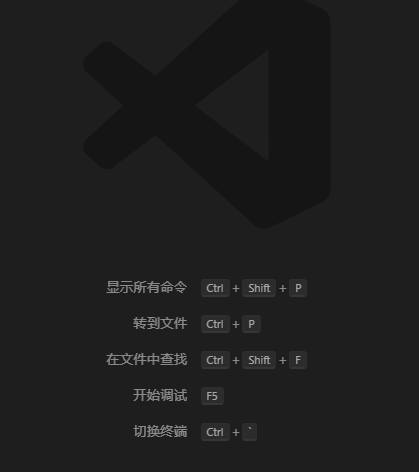 显示所有命令 Ctrl + Shift + P
转到文件 Ctrl + P
在文件中查找 Ctrl + Shift + F
开始调试 F5
切换终端 Ctrl + `